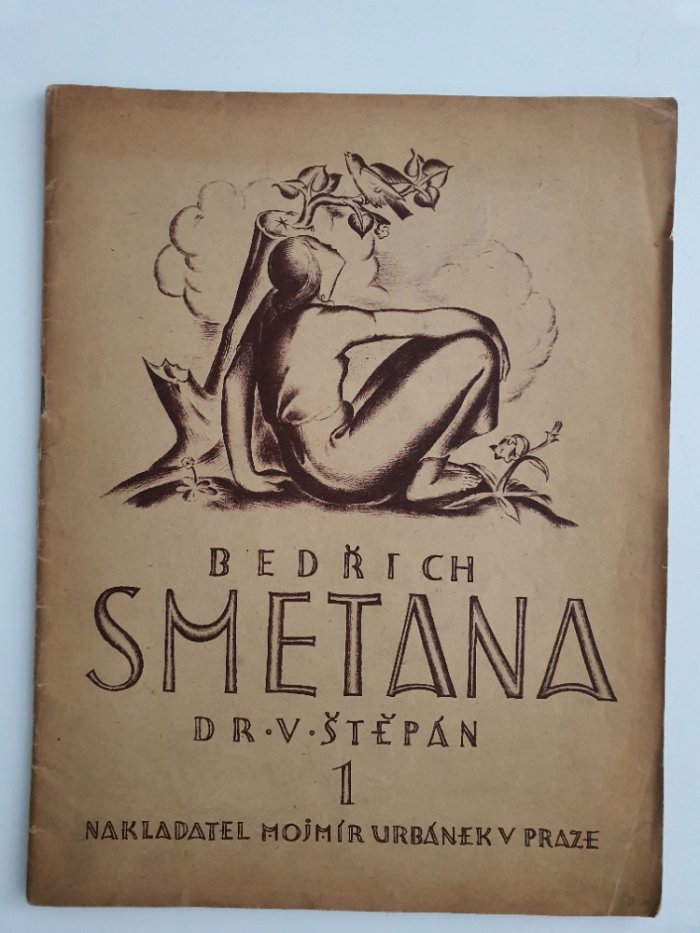 BEDŘICH
SMETANA
DR·V·ŠTĚPÁN
1
NAKLADATEL MOJMÍR URBÁNEK V PRAZE